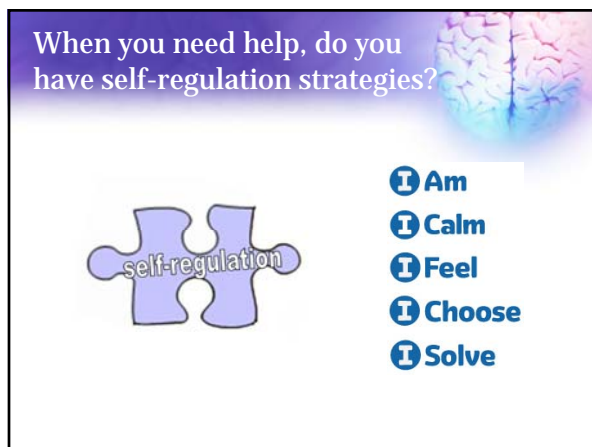 When you need help, do you
have self-regulation strategies?
self-regulation
I Am
I Calm
I Feel
I Choose
I Solve